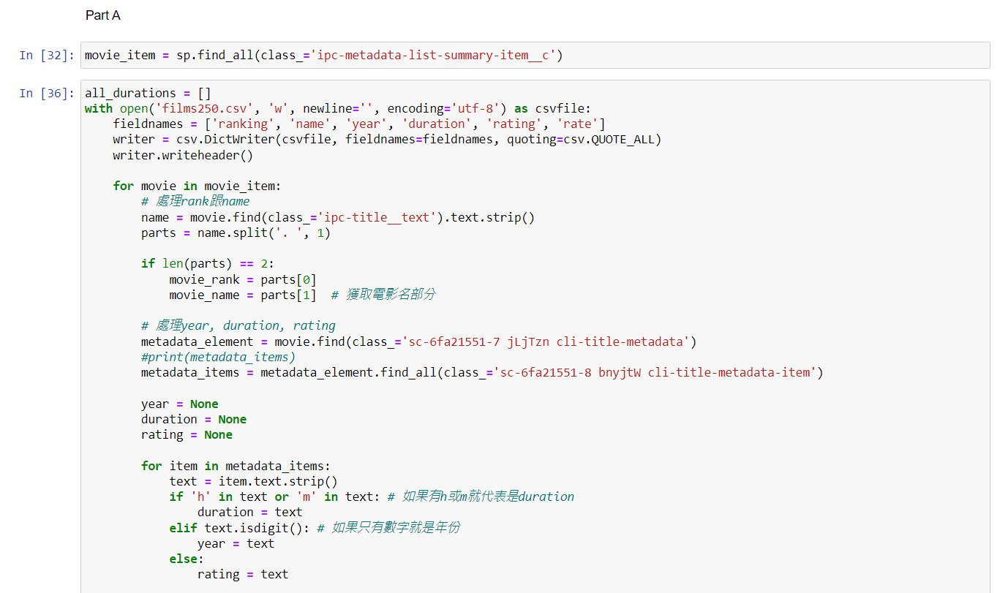 Part A
In [32]: movie_item = sp.find_all(class_='ipc-metadata-list-summary-item__c')
In [36]: all_durations = []
with open('films250.csv', 'w', newline='', encoding='utf-8') as csvfile:
    fieldnames = ['ranking', 'name', 'year', 'duration', 'rating', 'rate']
    writer = csv.DictWriter(csvfile, fieldnames=fieldnames, quoting=csv.QUOTE_ALL)
    writer.writeheader()
    for movie in movie_item:
        # 處理rank跟name
        name = movie.find(class_='ipc-title__text').text.strip()
        parts = name.split('. ', 1)
        if len(parts) == 2:
            movie_rank = parts[0]
            movie_name = parts[1]  # 獲取電影名部分
        # 處理year, duration, rating
        metadata_element = movie.find(class_='sc-6fa21551-7 jLjTzn cli-title-metadata')
        #print(metadata_items)
        metadata_items = metadata_element.find_all(class_='sc-6fa21551-8 bnyjtW cli-title-metadata-item')
        year = None
        duration = None
        rating = None
        for item in metadata_items:
            text = item.text.strip()
            if 'h' in text or 'm' in text: # 如果有h或m就代表是duration
                duration = text
            elif text.isdigit(): # 如果只有數字就是年份
                year = text
            else:
                rating = text